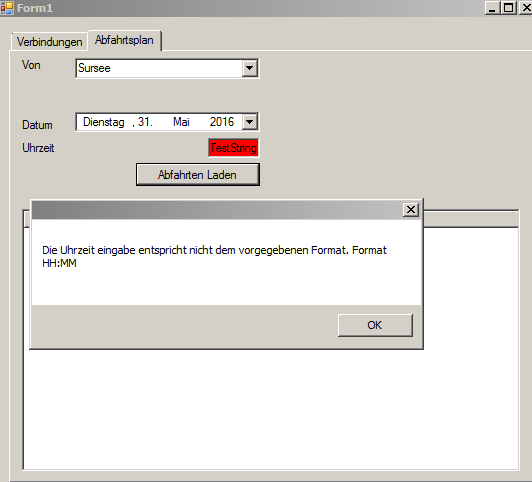 Form1
Verbindungen Abfahrtsplan
Von Sursee
Datum Dienstag , 31. Mai 2016
Uhrzeit TestString
Abfahrten Laden
Die Uhrzeit eingabe entspricht nicht dem vorgegebenen Format. Format
HH:MM
OK